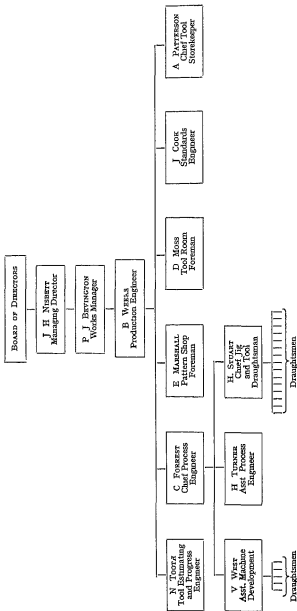 BOARD OF DIRECTORS
J H NISBETT
Managing Director
P J BEVINGTON
Works Manager
B WEEKS
Production Engineer
N
Tool Estimating
and Progress
Engineer
C FORREST
Chief Process
Engineer
E MARSHALL
Pattern Shop
Foreman
D MOSS
Tool Room
Foreman
J COOK
Standards
Engineer
A PATTERSON
Chief Tool
Storekeeper
V WEST
Asst. Machine
Development
H TURNER
Asst Process
Engineer
H. STUART
Chief Jig
and Tool
Draughtsman
Draughtsmen
Draughtsmen